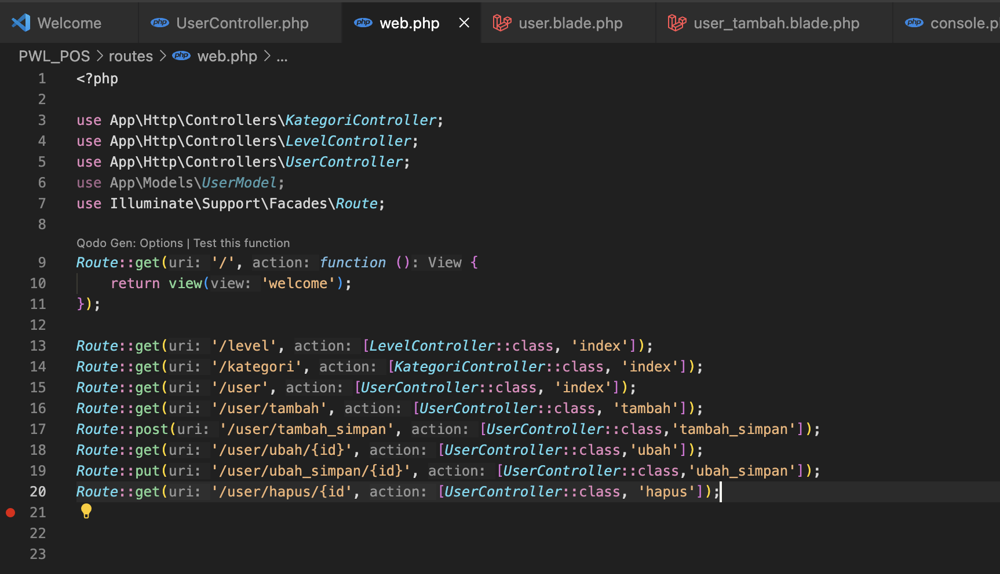 Welcome
UserController.php
web.php
user.blade.php
user_tambah.blade.php
console.p
PWL_POS > routes > web.php > ...
1 <?php
2
3 use App\Http\Controllers\KategoriController;
4 use App\Http\Controllers\LevelController;
5 use App\Http\Controllers\UserController;
6 use App\Models\UserModel;
7 use Illuminate\Support\Facades\Route;
8
Qodo Gen: Options | Test this function
9 Route::get(uri: '/', action: function (): View {
10     return view(view: 'welcome');
11 });
12
13 Route::get(uri: '/level', action: [LevelController::class, 'index']);
14 Route::get(uri: '/kategori', action: [KategoriController::class, 'index']);
15 Route::get(uri: '/user', action: [UserController::class, 'index']);
16 Route::get(uri: '/user/tambah', action: [UserController::class, 'tambah']);
17 Route::post(uri: '/user/tambah_simpan', action: [UserController::class,'tambah_simpan']);
18 Route::get(uri: '/user/ubah/{id}', action: [UserController::class,'ubah']);
19 Route::put(uri: '/user/ubah_simpan/{id}', action: [UserController::class,'ubah_simpan']);
20 Route::get(uri: '/user/hapus/{id', action: [UserController::class, 'hapus']);
21
22
23